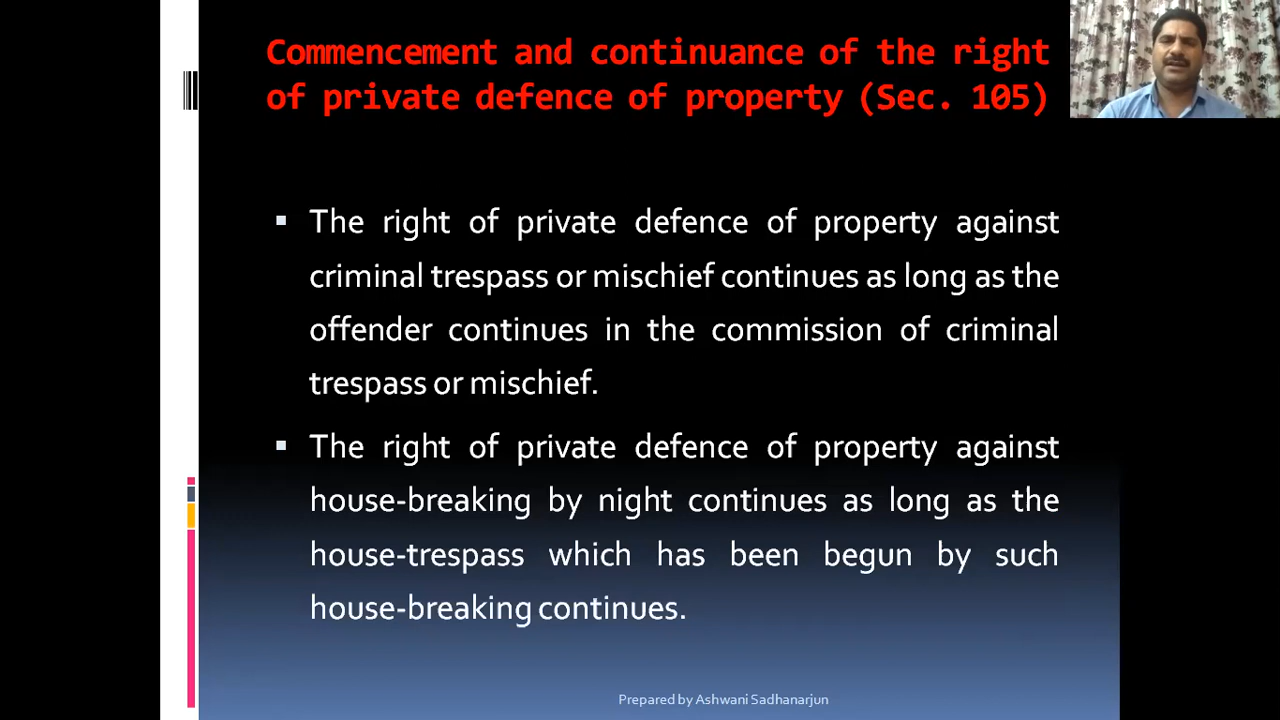 Commencement and continuance of the right
of private defence of property (Sec. 105)
▪ The right of private defence of property against
criminal trespass or mischief continues as long as the
offender continues in the commission of criminal
trespass or mischief.
▪ The right of private defence of property against
house-breaking by night continues as long as the
house-trespass which has been begun by such
house-breaking continues.
Prepared by Ashwani Sadhanarjun